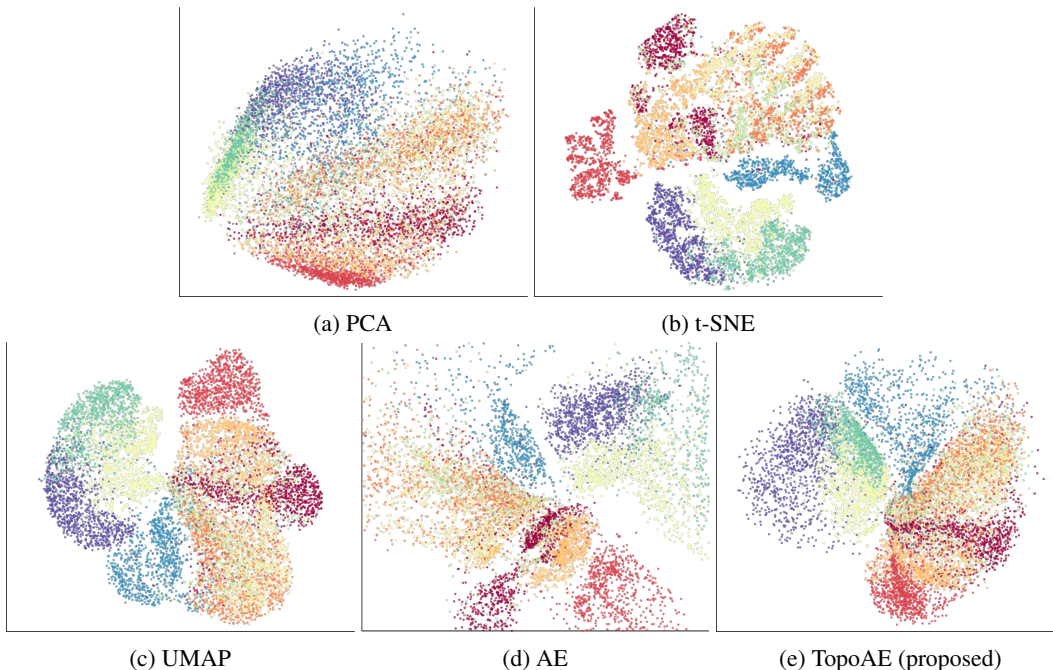 (a) PCA
(b) t-SNE
(c) UMAP
(d) AE
(e) TopoAE (proposed)